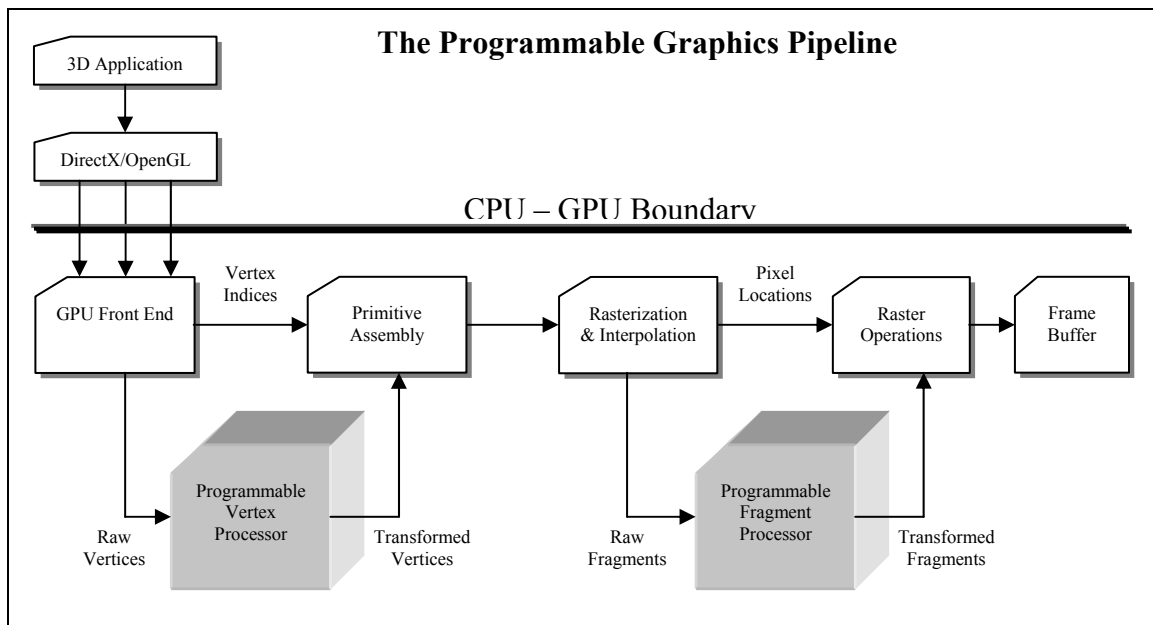 The Programmable Graphics Pipeline
3D Application
DirectX/OpenGL
CPU – GPU Boundary
GPU Front End
Vertex
Indices
Primitive
Assembly
Rasterization
& Interpolation
Pixel
Locations
Raster
Operations
Frame
Buffer
Raw
Vertices
Programmable
Vertex
Processor
Transformed
Vertices
Raw
Fragments
Programmable
Fragment
Processor
Transformed
Fragments